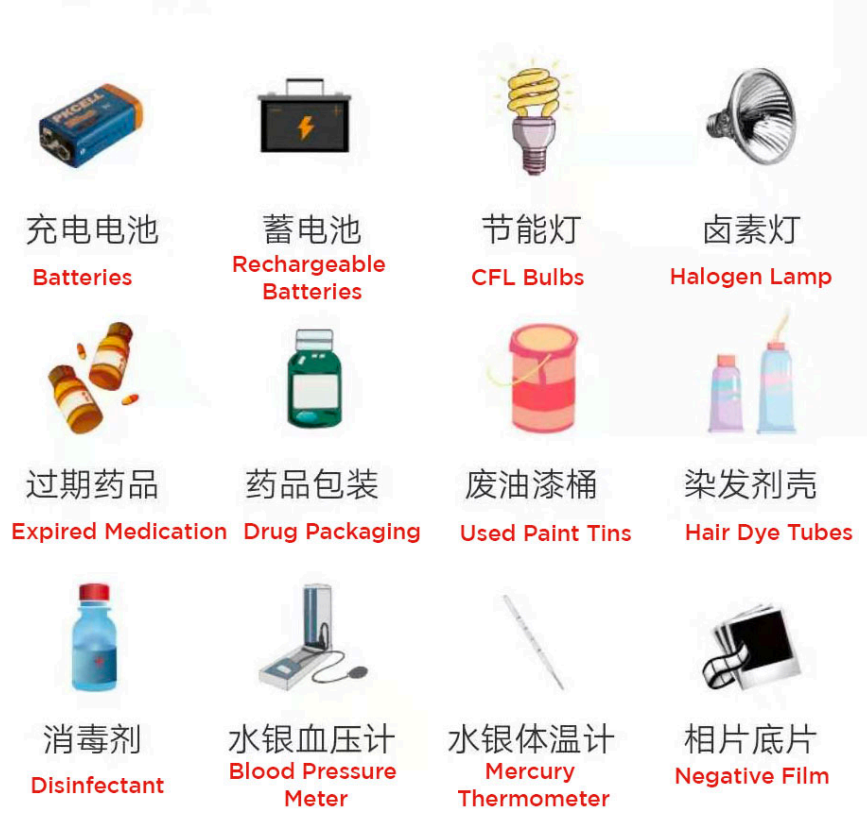 PKCELL
充电电池
蓄电池
节能灯
卤素灯
Batteries
Rechargeable
Batteries
CFL Bulbs
Halogen Lamp
过期药品
药品包装
废油漆桶
染发剂壳
Expired Medication
Drug Packaging
Used Paint Tins
Hair Dye Tubes
消毒剂
水银血压计
水银体温计
相片底片
Disinfectant
Blood Pressure
Meter
Mercury
Thermometer
Negative Film